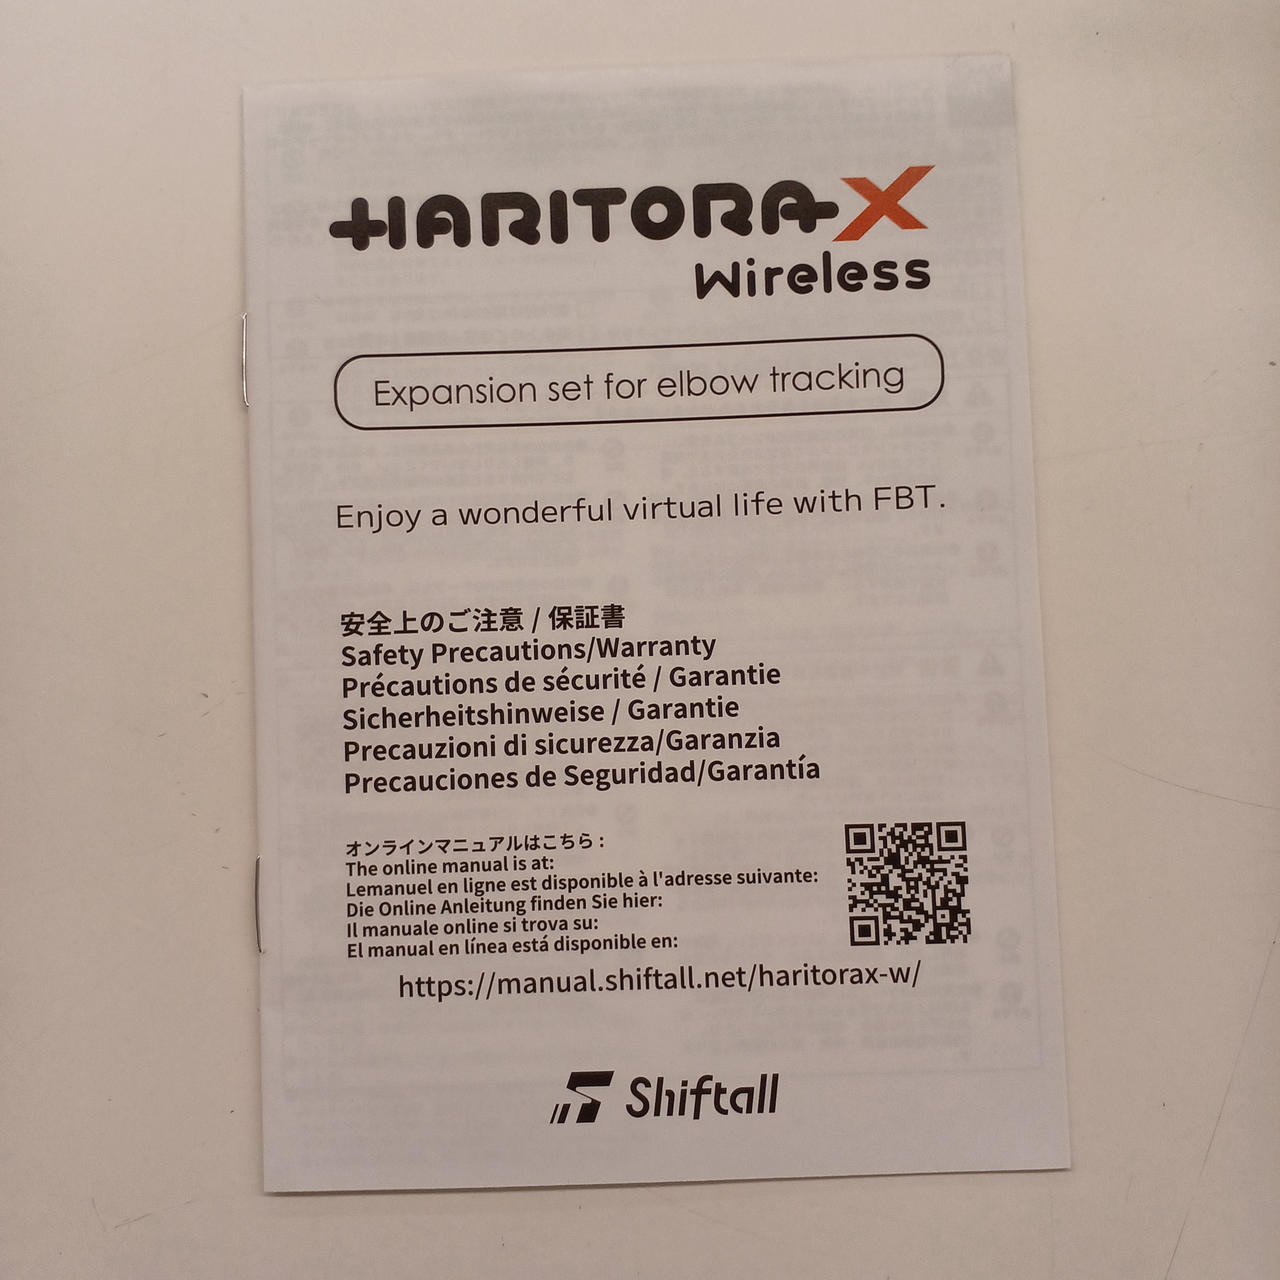 HARITORAX
Wireless
Expansion set for elbow tracking
Enjoy a wonderful virtual life with FBT.
安全上のご注意 / 保証書
Safety Precautions/Warranty
Précautions de sécurité / Garantie
Sicherheitshinweise / Garantie
Precauzioni di sicurezza/Garanzia
Precauciones de Seguridad/Garantía
オンラインマニュアルはこちら :
The online manual is at:
Lemanuel en ligne est disponible à l'adresse suivante:
Die Online Anleitung finden Sie hier:
Il manuale online si trova su:
El manual en línea está disponible en:
https://manual.shiftall.net/haritorax-w/
Shiftall